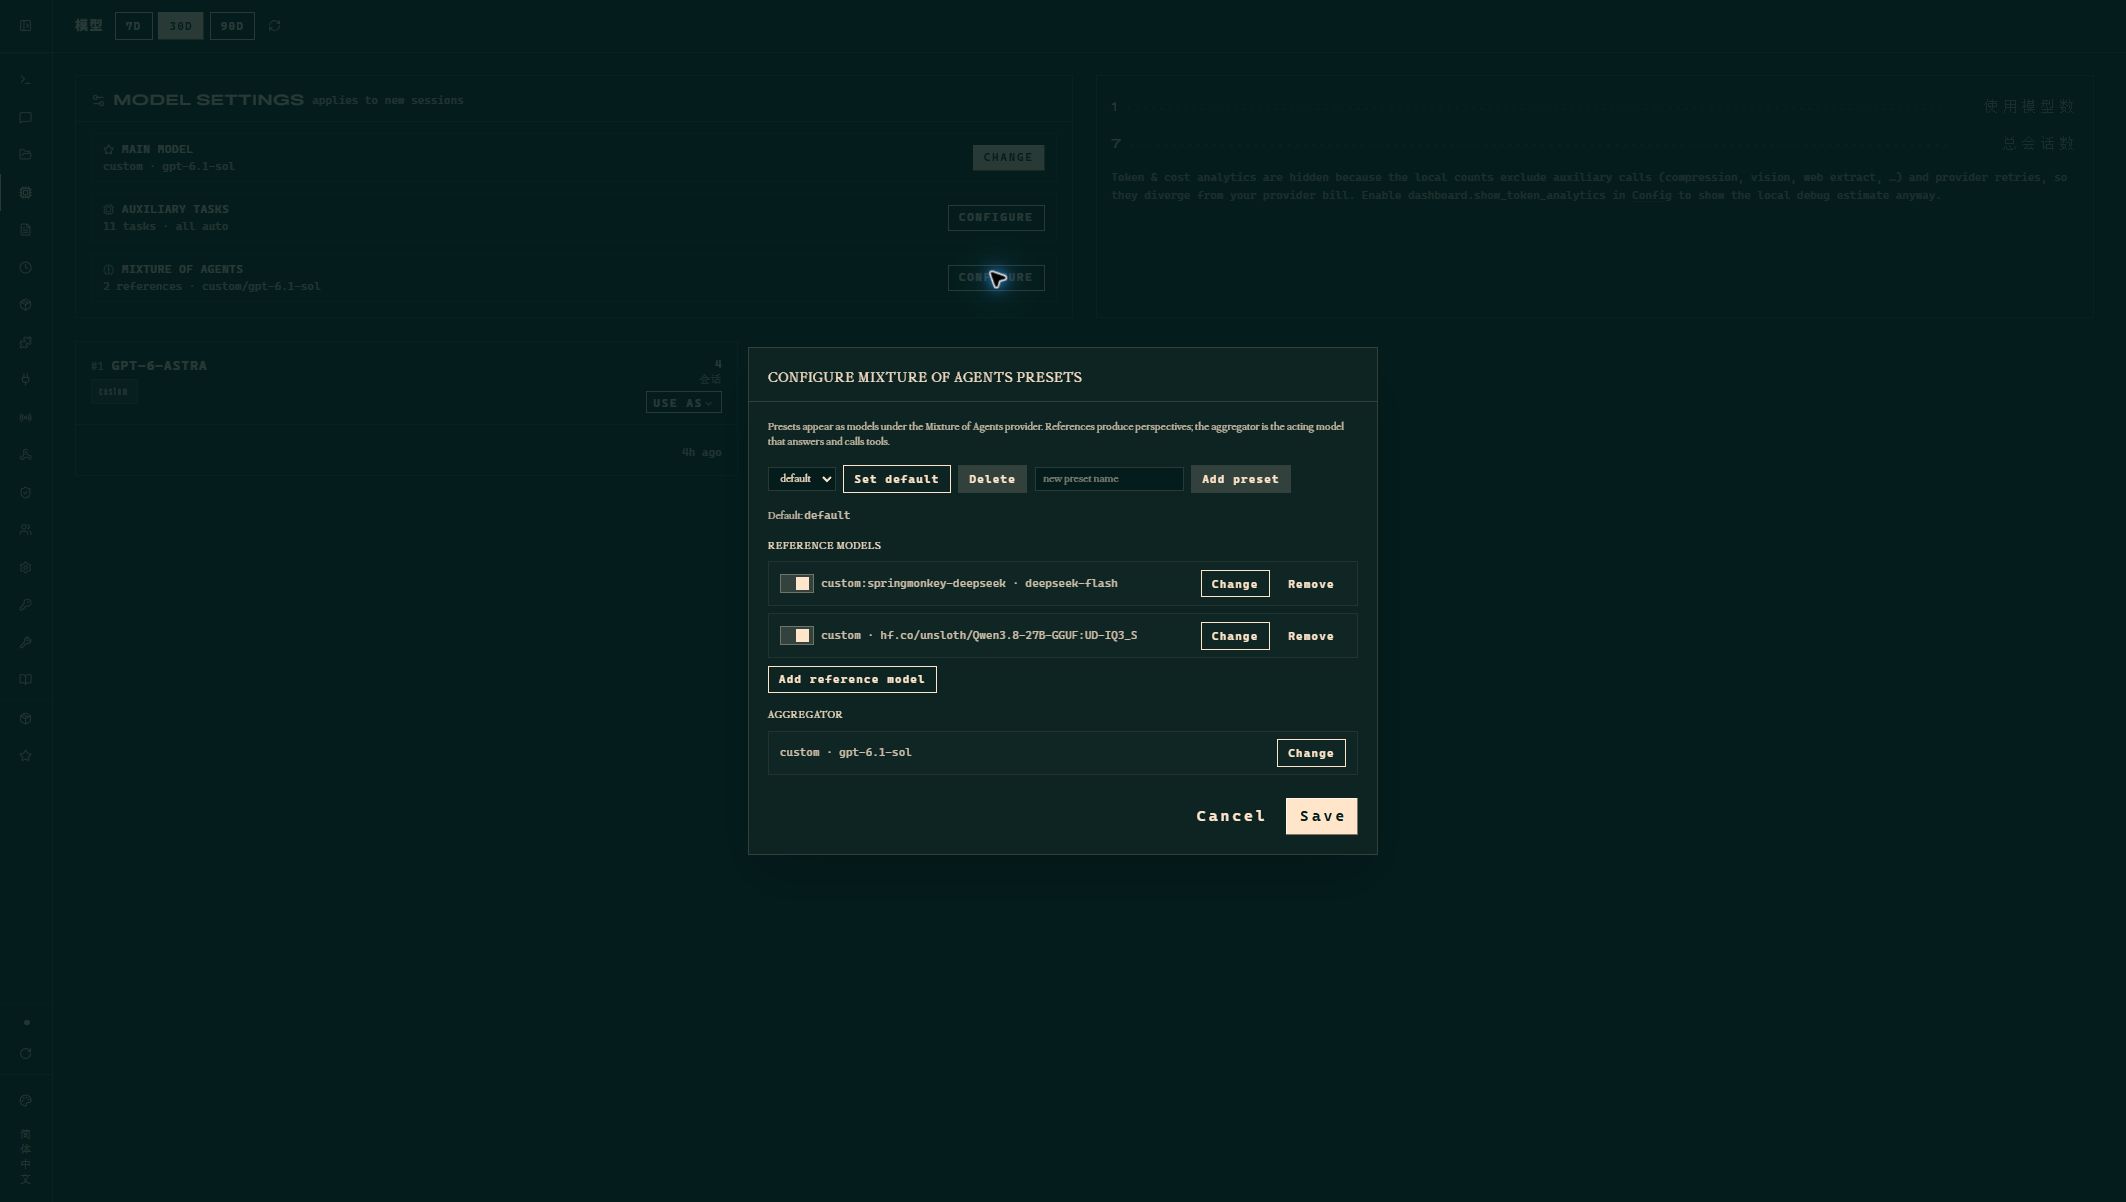 模型 7D 30D 90D
MODEL SETTINGS applies to new sessions
MAIN MODEL
custom · gpt-6.1-sol
CHANGE
AUXILIARY TASKS
11 tasks · all auto
CONFIGURE
MIXTURE OF AGENTS
2 references · custom/gpt-6.1-sol
1 使用模型数
7 总会话数
Token & cost analytics are hidden because the local counts exclude auxiliary calls (compression, vision, web extract, …) and provider retries, so
they diverge from your provider bill. Enable dashboard.show_token_analytics in Config to show the local debug estimate anyway.
#1 GPT-6-ASTRA
custom
4
会话
USE AS
4h ago
CONFIGURE MIXTURE OF AGENTS PRESETS
Presets appear as models under the Mixture of Agents provider. References produce perspectives; the aggregator is the acting model
that answers and calls tools.
default Set default Delete new preset name Add preset
Default: default
REFERENCE MODELS
custom:springmonkey-deepseek · deepseek-flash Change Remove
custom · hf.co/unsloth/Qwen3.8-27B-GGUF:UD-IQ3_S Change Remove
Add reference model
AGGREGATOR
custom · gpt-6.1-sol Change
Cancel Save
简
体
中
文